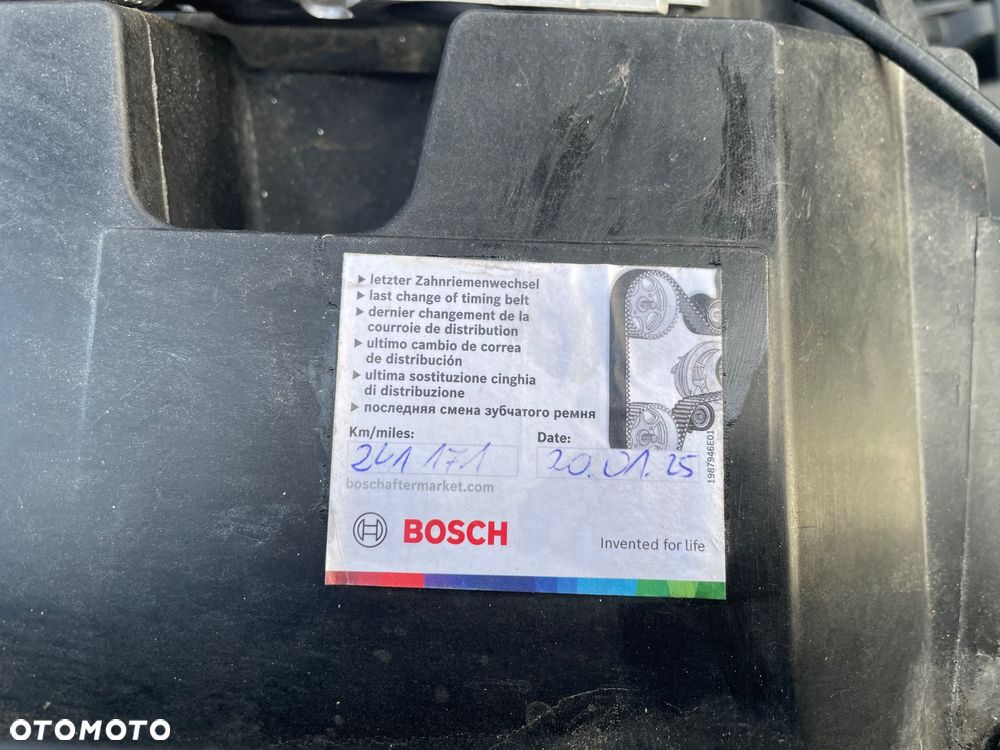 ▸ letzter Zahnriemenwechsel
▸ last change of timing belt
▸ dernier changement de la
courroie de distribution
▸ ultimo cambio de correa
de distribución
▸ ultima sostituzione cinghia
di distribuzione
▸ последняя смена зубчатого ремня
Km/miles:
241 171
Date:
20.01.25
boschaftermarket.com
BOSCH
Invented for life
1987946E01
OTOMOTO